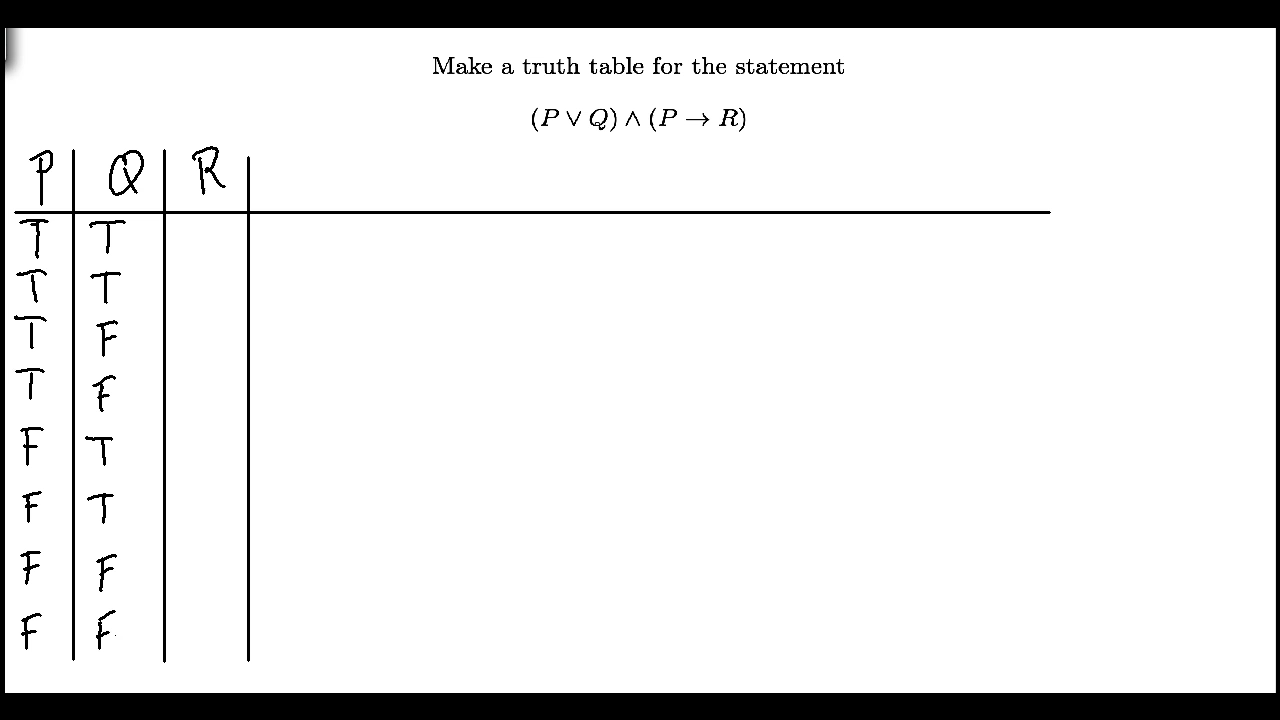 Make a truth table for the statement
(P ∨ Q) ∧ (P → R)
P Q R
T T
T T
T F
T F
F T
F T
F F
F F